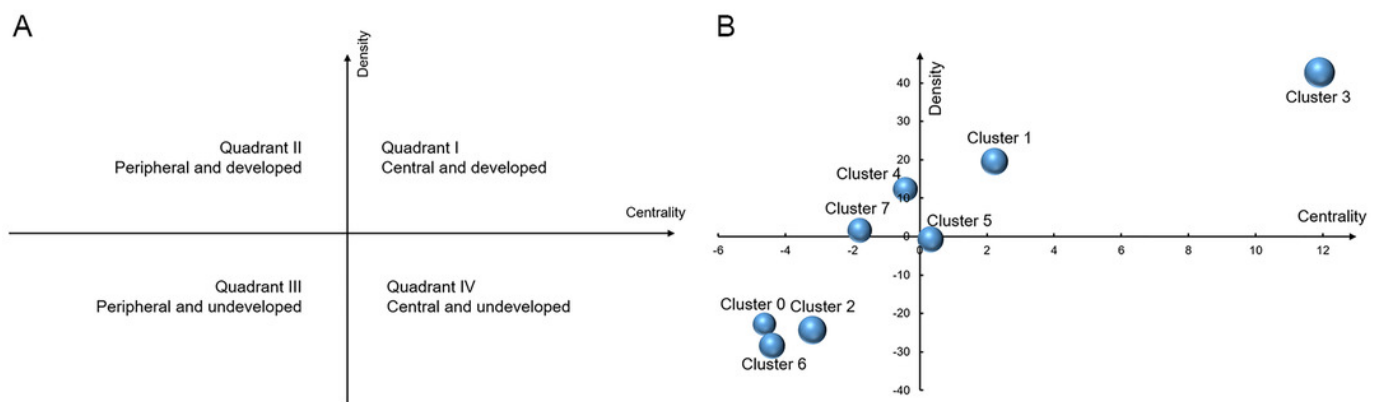 A
Density
Quadrant II
Peripheral and developed
Quadrant I
Central and developed
Centrality
Quadrant III
Peripheral and undeveloped
Quadrant IV
Central and undeveloped
B
Density
40
30
20
10
0
-10
-20
-30
-40
-6
-4
-2
0
2
4
6
8
10
12
Centrality
Cluster 3
Cluster 1
Cluster 4
Cluster 7
Cluster 5
Cluster 0
Cluster 2
Cluster 6